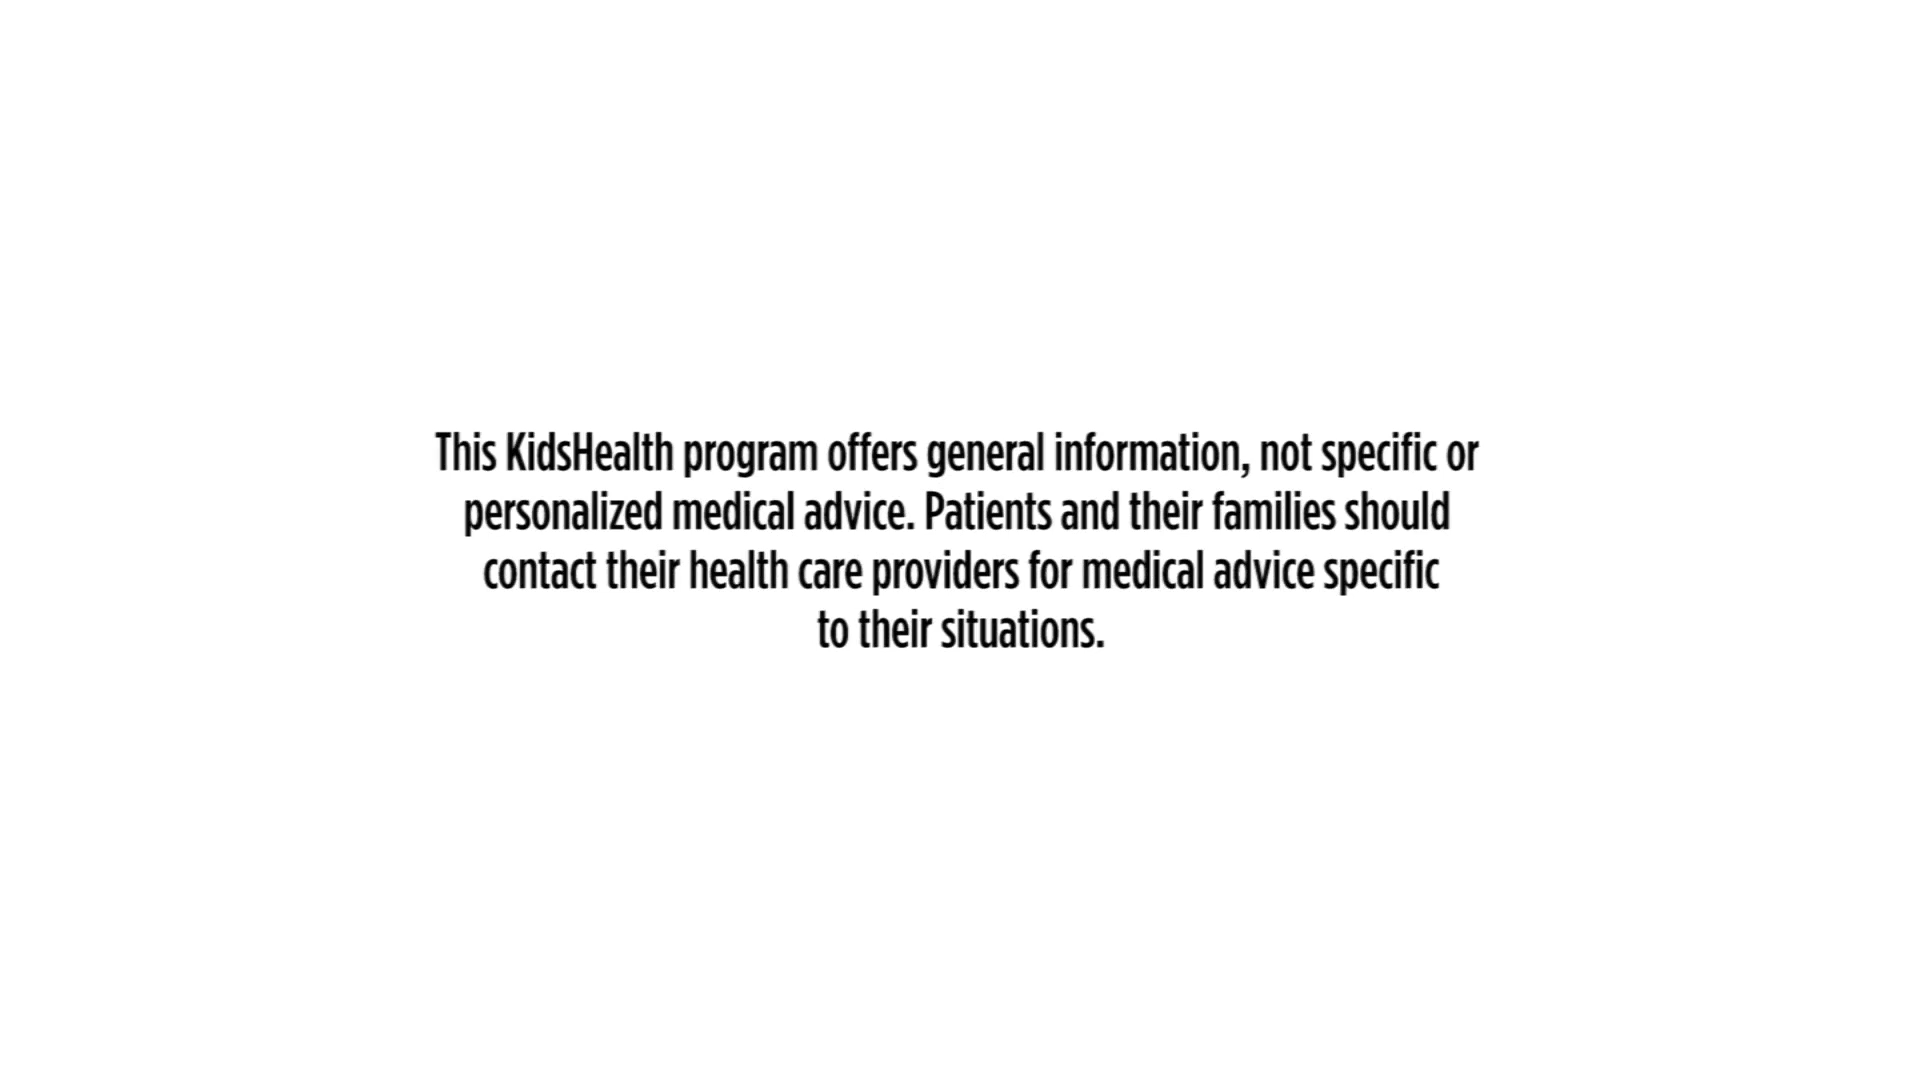 This KidsHealth program offers general information, not specific or
personalized medical advice. Patients and their families should
contact their health care providers for medical advice specific
to their situations.